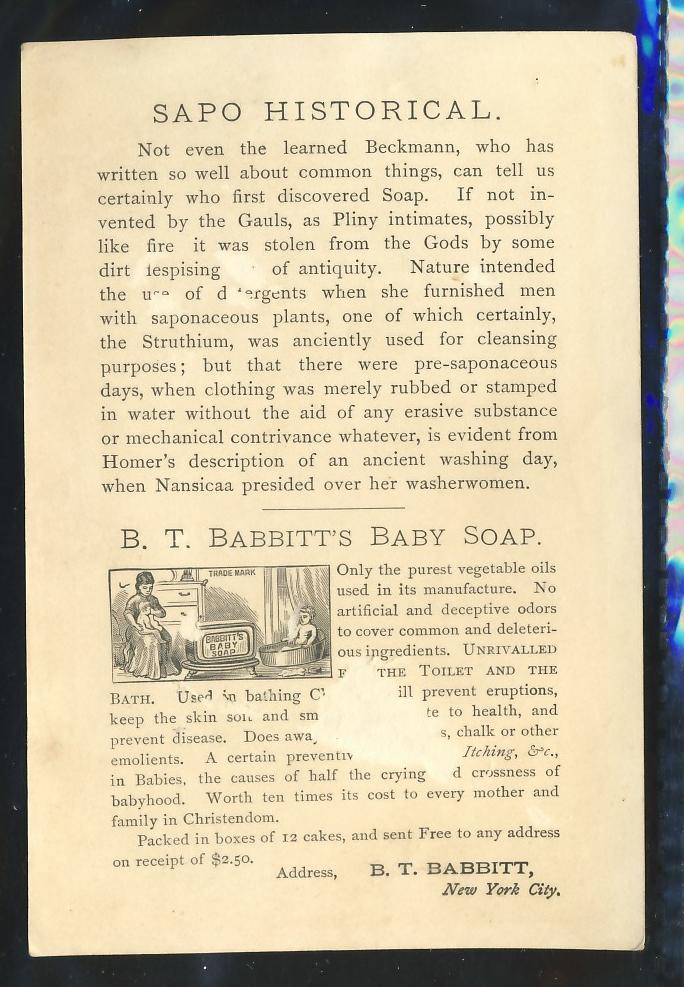 SAPO HISTORICAL.
Not even the learned Beckmann, who has
written so well about common things, can tell us
certainly who first discovered Soap. If not in-
vented by the Gauls, as Pliny intimates, possibly
like fire it was stolen from the Gods by some
dirt of antiquity. Nature intended
the of when she furnished men
with saponaceous plants, one of which certainly,
the Struthium, was anciently used for cleansing
purposes; but that there were pre-saponaceous
days, when clothing was merely rubbed or stamped
in water without the aid of any erasive substance
or mechanical contrivance whatever, is evident from
Homer's description of an ancient washing day,
when Nansicaa presided over her washerwomen.
B. T. BABBITT'S BABY SOAP.
TRADE MARK
BABBITT'S
BABY
SOAP
Only the purest vegetable oils
used in its manufacture. No
artificial and deceptive odors
to cover common and deleteri-
ous ingredients. UNRIVALLED
THE TOILET AND THE
BATH. Used in bathing prevent eruptions,
keep the skin and to health, and
prevent disease. Does chalk or other
emolients. A certain Itching, &c.,
in Babies, the causes of half the crying crossness of
babyhood. Worth ten times its cost to every mother and
family in Christendom.
Packed in boxes of 12 cakes, and sent Free to any address
on receipt of $2.50.
Address, B. T. BABBITT,
New York City.